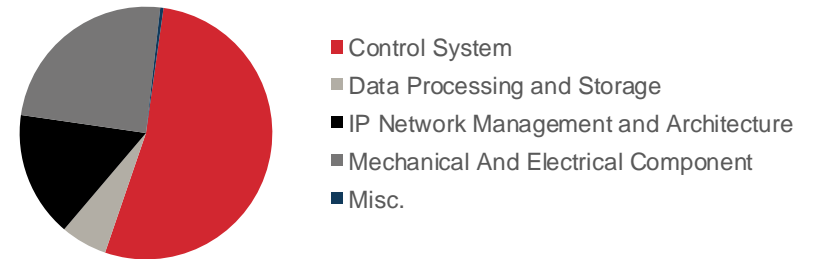 Control System
Data Processing and Storage
IP Network Management and Architecture
Mechanical And Electrical Component
Misc.